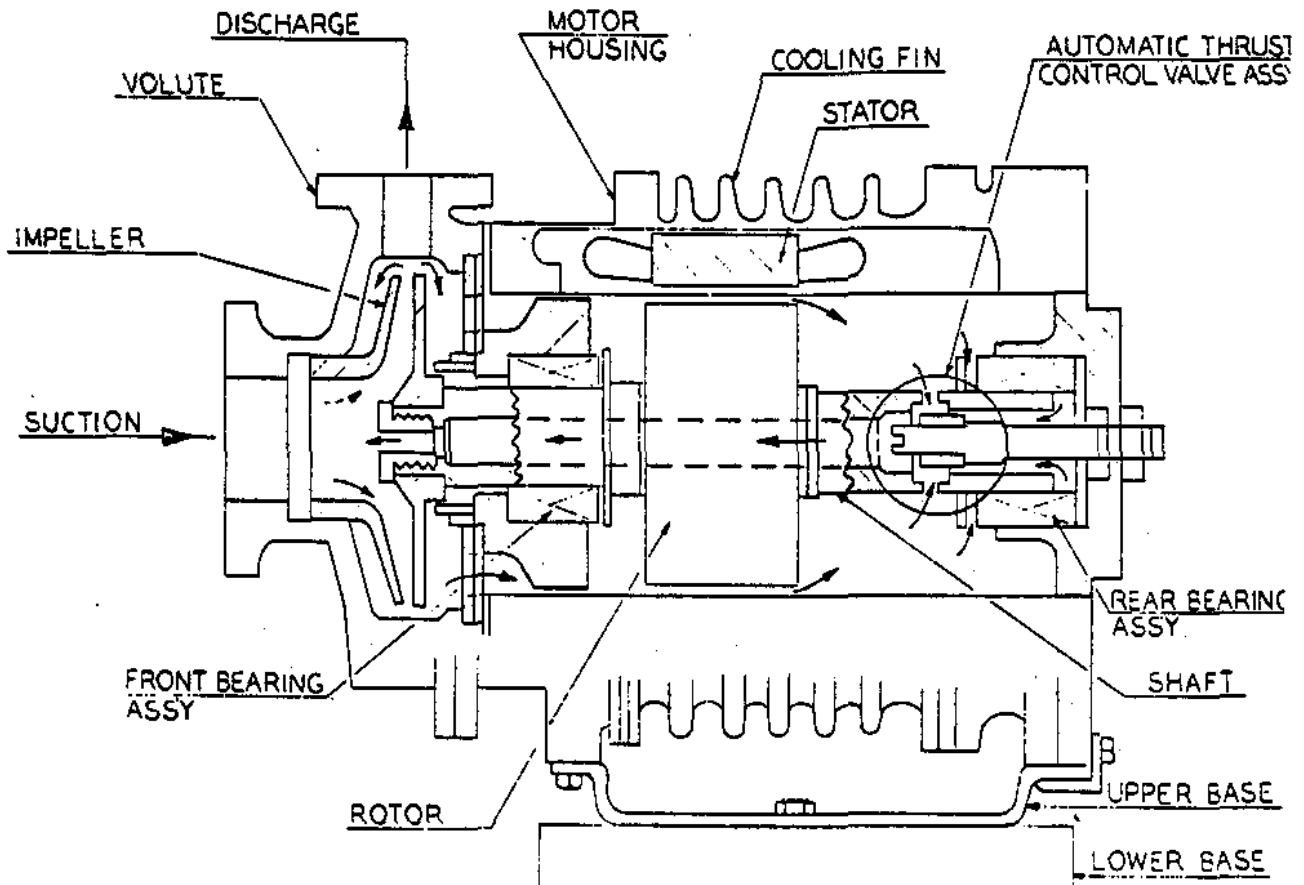 DISCHARGE
MOTOR
HOUSING
COOLING FIN
AUTOMATIC THRUST
CONTROL VALVE ASSY
VOLUTE
STATOR
IMPELLER
SUCTION
REAR BEARING
ASSY
FRONT BEARING
ASSY
SHAFT
ROTOR
UPPER BASE
LOWER BASE